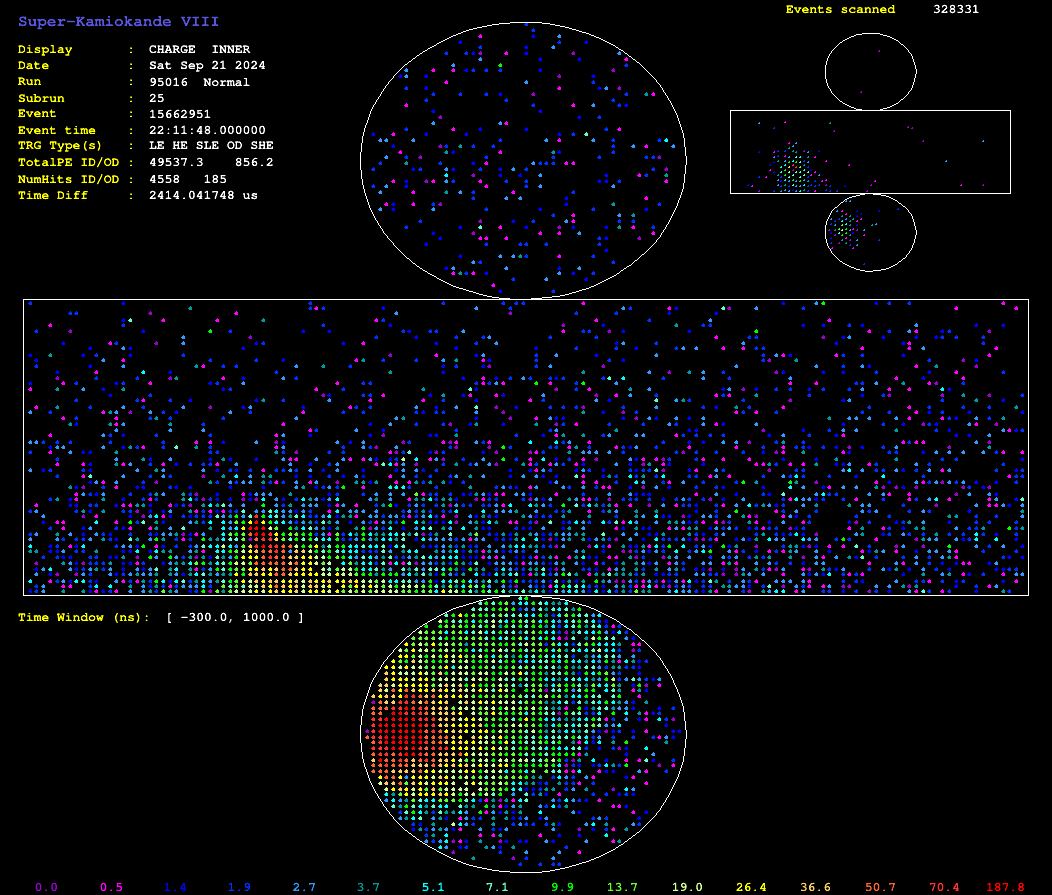 Super-Kamiokande VIII
Events scanned 328331
Display : CHARGE INNER
Date : Sat Sep 21 2024
Run : 95016 Normal
Subrun : 25
Event : 15662951
Event time : 22:11:48.000000
TRG Type(s) : LE HE SLE OD SHE
TotalPE ID/OD : 49537.3 856.2
NumHits ID/OD : 4558 185
Time Diff : 2414.041748 us
Time Window (ns): [ -300.0, 1000.0 ]
0.0 0.5 1.4 1.9 2.7 3.7 5.1 7.1 9.9 13.7 19.0 26.4 36.6 50.7 70.4 187.8